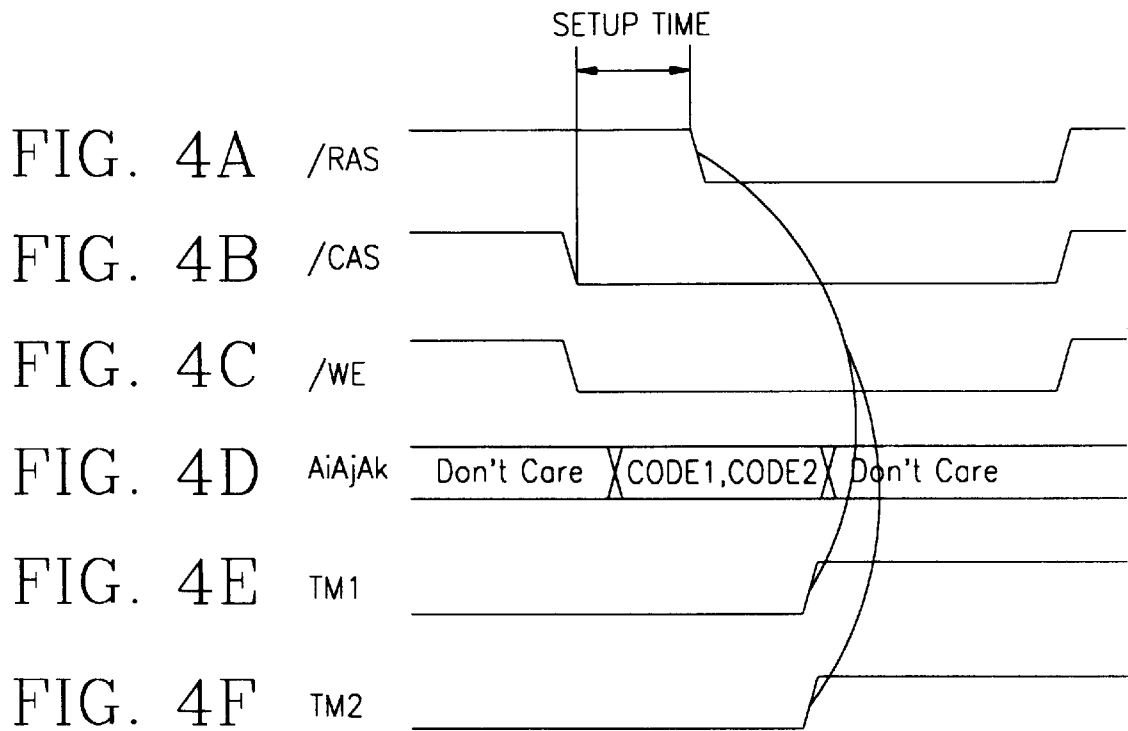 SETUP TIME
FIG. 4A /RAS
FIG. 4B /CAS
FIG. 4C /WE
FIG. 4D AiAjAk Don't Care CODE1,CODE2 Don't Care
FIG. 4E TM1
FIG. 4F TM2